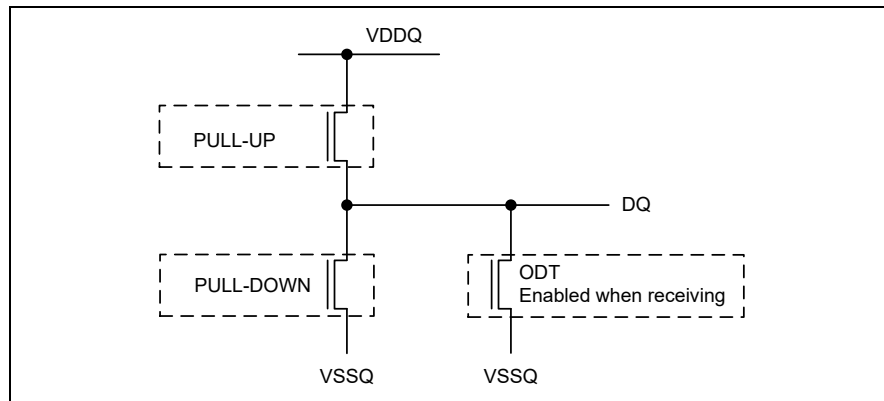 VDDQ
PULL-UP
DQ
PULL-DOWN
ODT
Enabled when receiving
VSSQ
VSSQ